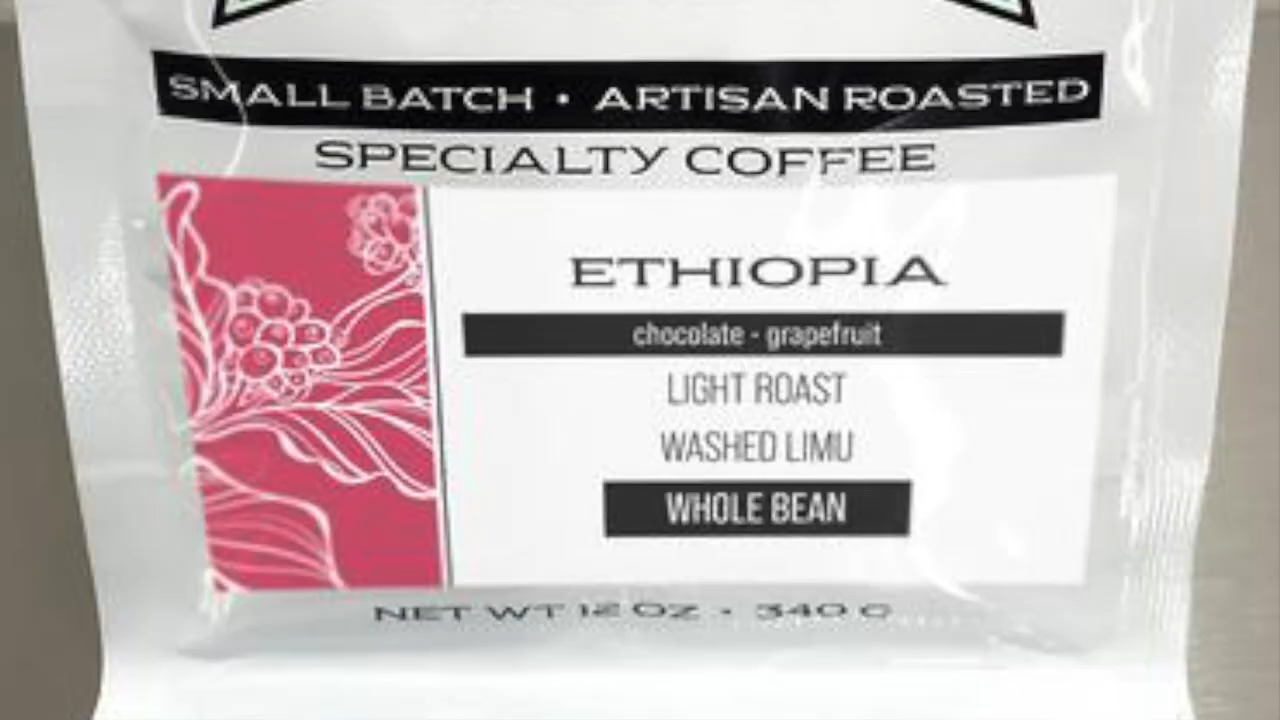 SMALL BATCH • ARTISAN ROASTED
SPECIALTY COFFEE
ETHIOPIA
chocolate - grapefruit
LIGHT ROAST
WASHED LIMU
WHOLE BEAN
NET WT 12 OZ • 340 G